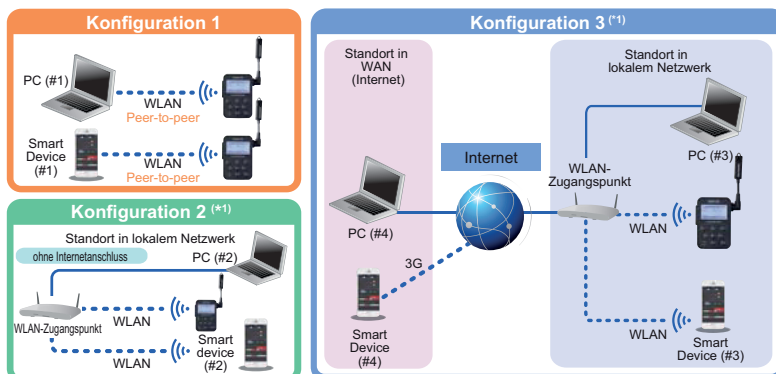 Konfiguration 1
PC (#1)
WLAN
Peer-to-peer
Smart
Device
(#1)
WLAN
Peer-to-peer
Konfiguration 2 (*1)
Standort in lokalem Netzwerk
ohne Internetanschluss
PC (#2)
WLAN-Zugangspunkt
WLAN
Smart
device
(#2)
WLAN
Konfiguration 3 (*1)
Standort in
WAN
(Internet)
Standort in
lokalem Netzwerk
Internet
PC (#3)
WLAN-
Zugangspunkt
PC (#4)
WLAN
3G
Smart
Device
(#4)
WLAN
Smart
Device (#3)